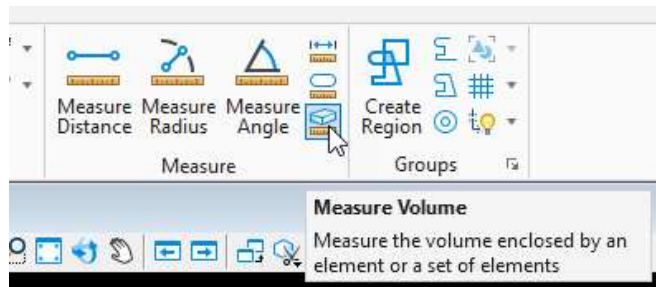 Measure Measure Measure
Distance Radius Angle
Create
Region
Measure
Groups
Measure Volume
Measure the volume enclosed by an
element or a set of elements